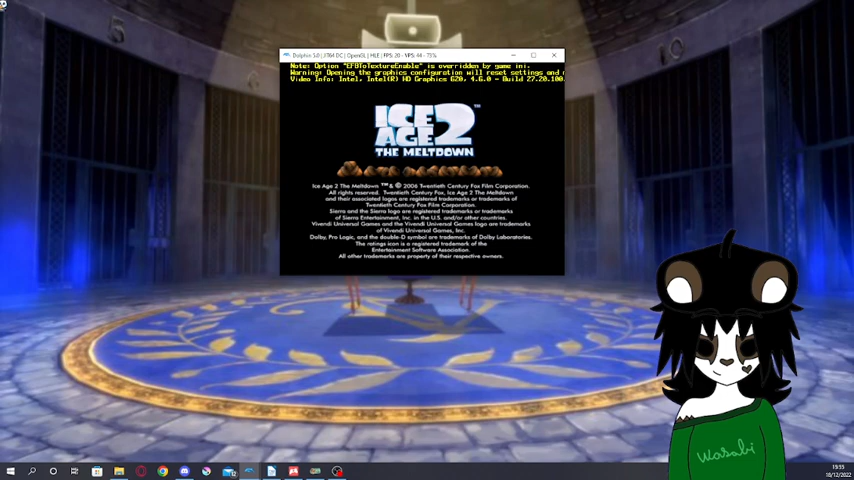 Dolphin 5.0 | JIT64 DC | OpenGL | HLE | FPS: 20 - VPS: 44 - 73%
Note: Option "EFBToTextureEnable" is overridden by game ini.
Warning: Opening the graphics configuration will reset settings and
Video Info: Intel, Intel(R) HD Graphics 620, 4.6.0 - Build 27.20.100
ICE
AGE 2™
THE MELTDOWN
Ice Age 2 The Meltdown ™ & © 2006 Twentieth Century Fox Film Corporation.
All rights reserved. Twentieth Century Fox, Ice Age 2 The Meltdown
and their associated logos are registered trademarks or trademarks of
Twentieth Century Fox Film Corporation.
Sierra and the Sierra logo are registered trademarks or trademarks
of Sierra Entertainment, Inc. in the U.S. and/or other countries.
Vivendi Universal Games and the Vivendi Universal Games logo are trademarks
of Vivendi Universal Games, Inc.
Dolby, Pro Logic, and the double-D symbol are trademarks of Dolby Laboratories.
The ratings icon is a registered trademark of the
Entertainment Software Association.
All other trademarks are property of their respective owners.
Wasabi
19:55
18/12/2022